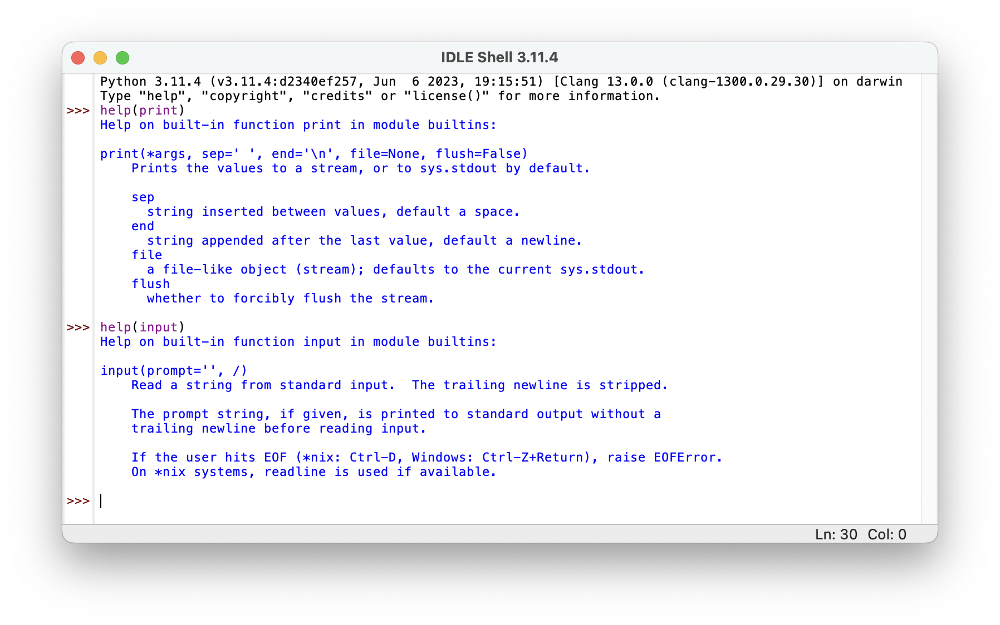 IDLE Shell 3.11.4
Python 3.11.4 (v3.11.4:d2340ef257, Jun  6 2023, 19:15:51) [Clang 13.0.0 (clang-1300.0.29.30)] on darwin
Type "help", "copyright", "credits" or "license()" for more information.
>>> help(print)
Help on built-in function print in module builtins:

print(*args, sep=' ', end='\n', file=None, flush=False)
    Prints the values to a stream, or to sys.stdout by default.

    sep
      string inserted between values, default a space.
    end
      string appended after the last value, default a newline.
    file
      a file-like object (stream); defaults to the current sys.stdout.
    flush
      whether to forcibly flush the stream.

>>> help(input)
Help on built-in function input in module builtins:

input(prompt='', /)
    Read a string from standard input.  The trailing newline is stripped.

    The prompt string, if given, is printed to standard output without a
    trailing newline before reading input.

    If the user hits EOF (*nix: Ctrl-D, Windows: Ctrl-Z+Return), raise EOFError.
    On *nix systems, readline is used if available.

>>>
Ln: 30  Col: 0